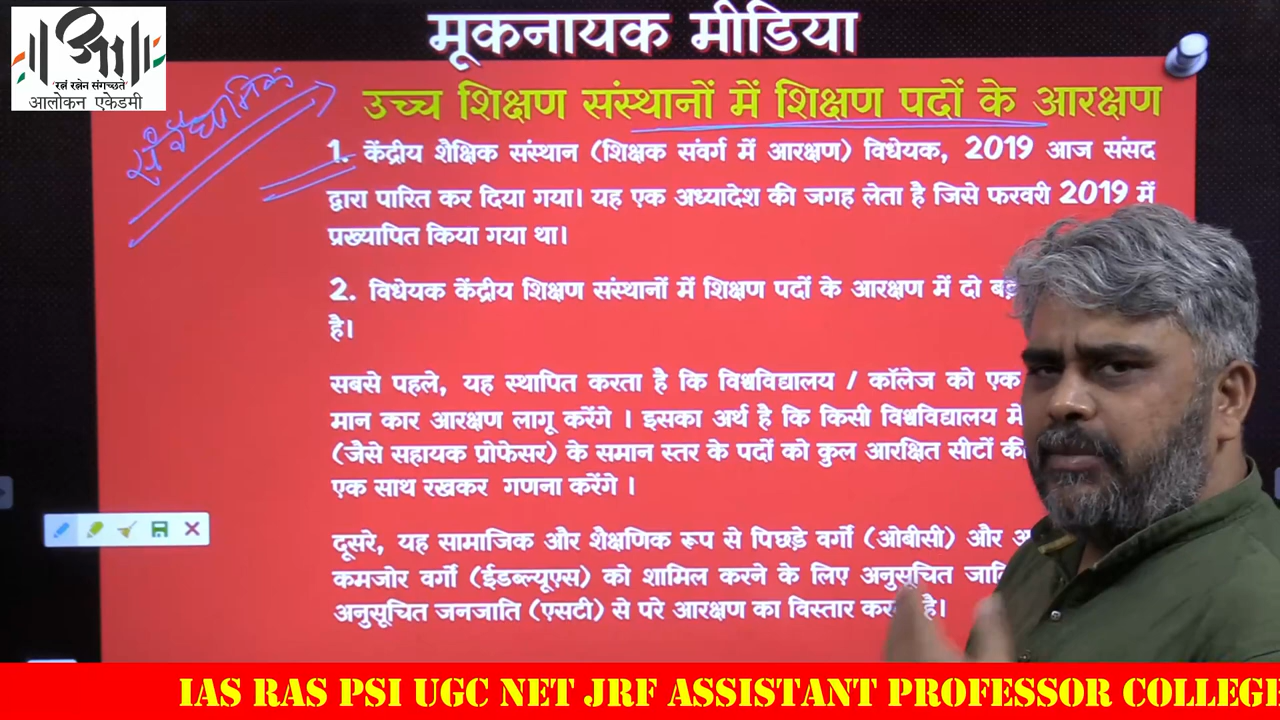 मूकनायक मीडिया
'रत्नं रत्नेन संगच्छते'
आलोकन एकेडमी
संवैधानिक
उच्च शिक्षण संस्थानों में शिक्षण पदों के आरक्षण
1. केंद्रीय शैक्षिक संस्थान (शिक्षक संवर्ग में आरक्षण) विधेयक, 2019 आज संसद
द्वारा पारित कर दिया गया। यह एक अध्यादेश की जगह लेता है जिसे फरवरी 2019 में
प्रख्यापित किया गया था।
2. विधेयक केंद्रीय शिक्षण संस्थानों में शिक्षण पदों के आरक्षण में दो
है।
सबसे पहले, यह स्थापित करता है कि विश्वविद्यालय / कॉलेज को एक
मान कार आरक्षण लागू करेंगे । इसका अर्थ है कि किसी विश्वविद्यालय में
(जैसे सहायक प्रोफेसर) के समान स्तर के पदों को कुल आरक्षित सीटों की
एक साथ रखकर गणना करेंगे ।
दूसरे, यह सामाजिक और शैक्षणिक रूप से पिछड़े वर्गों (ओबीसी) और
कमजोर वर्गों (ईडब्ल्यूएस) को शामिल करने के लिए अनुसूचित
अनुसूचित जनजाति (एसटी) से परे आरक्षण का विस्तार है।
IAS RAS PSI UGC NET JRF ASSISTANT PROFESSOR COLLEGE